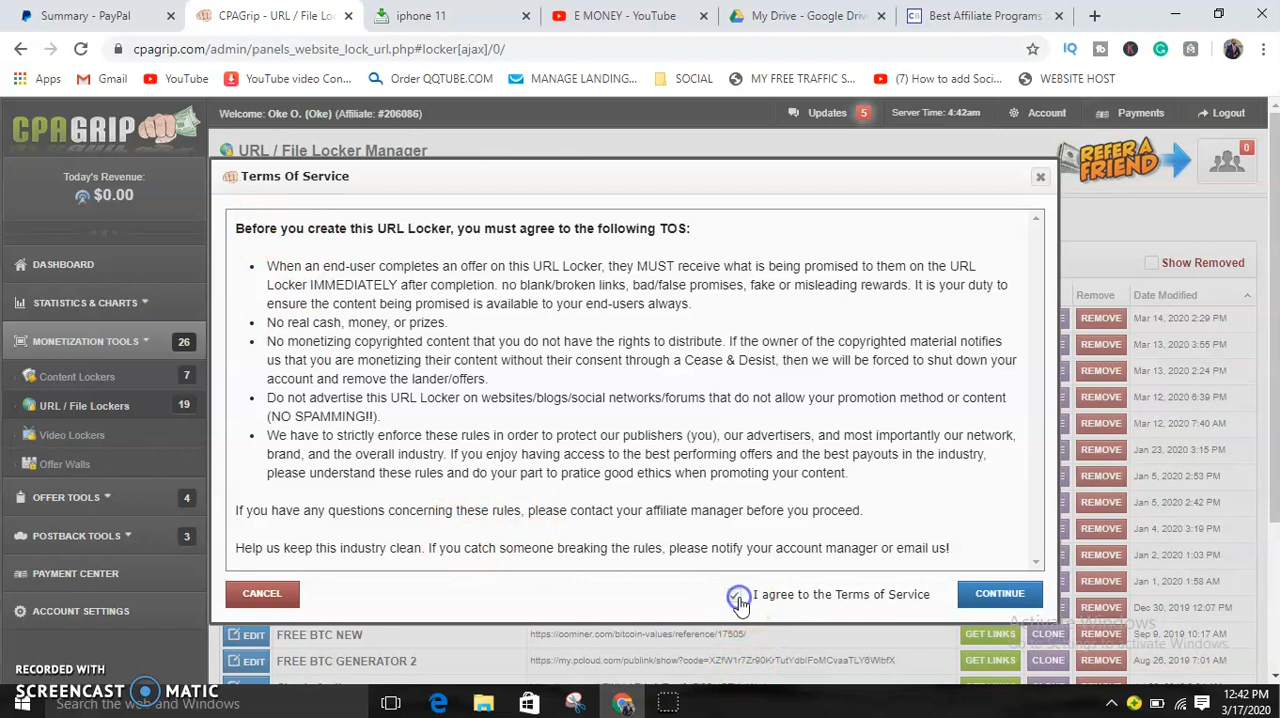 Summary - PayPal
CPAGrip - URL / File Loc
iphone 11
E MONEY - YouTube
My Drive - Google Driv
Best Affiliate Programs
cpagrip.com/admin/panels_website_lock_url.php#locker[ajax]/0/
Apps
Gmail
YouTube
YouTube video Con...
Order QQTUBE.COM
MANAGE LANDING...
SOCIAL
MY FREE TRAFFIC S...
(7) How to add Soci...
WEBSITE HOST
CPAGRIP
Welcome: Oke O. (Oke) (Affiliate: #206086)
Updates 5
Server Time: 4:42am
Account
Payments
Logout
URL / File Locker Manager
REFER A FRIEND
0
Today's Revenue:
$0.00
Terms Of Service
Before you create this URL Locker, you must agree to the following TOS:
• When an end-user completes an offer on this URL Locker, they MUST receive what is being promised to them on the URL
Locker IMMEDIATELY after completion. no blank/broken links, bad/false promises, fake or misleading rewards. It is your duty to
ensure the content being promised is available to your end-users always.
• No real cash, money, or prizes.
• No monetizing copyrighted content that you do not have the rights to distribute. If the owner of the copyrighted material notifies
us that you are monetizing their content without their consent through a Cease & Desist, then we will be forced to shut down your
account and remove the lander/offers.
• Do not advertise this URL Locker on websites/blogs/social networks/forums that do not allow your promotion method or content
(NO SPAMMING!!).
• We have to strictly enforce these rules in order to protect our publishers (you), our advertisers, and most importantly our network,
brand, and the overall industry. If you enjoy having access to the best performing offers and the best payouts in the industry,
please understand these rules and do your part to pratice good ethics when promoting your content.
If you have any questions concerning these rules, please contact your affiliate manager before you proceed.
Help us keep this industry clean. If you catch someone breaking the rules, please notify your account manager or email us!
CANCEL
I agree to the Terms of Service
CONTINUE
DASHBOARD
STATISTICS & CHARTS
MONETIZATION TOOLS 26
Content Lockers 7
URL / File Lockers 19
Video Lockers
Offer Walls
OFFER TOOLS 4
POSTBACK TOOLS 3
PAYMENT CENTER
ACCOUNT SETTINGS
Show Removed
Remove
Date Modified
REMOVE Mar 14, 2020 2:29 PM
REMOVE Mar 13, 2020 3:55 PM
REMOVE Mar 13, 2020 2:24 PM
REMOVE Mar 12, 2020 6:39 PM
REMOVE Mar 12, 2020 7:40 AM
REMOVE Jan 23, 2020 3:15 PM
REMOVE Jan 5, 2020 2:53 PM
REMOVE Jan 5, 2020 2:42 PM
REMOVE Jan 4, 2020 3:19 PM
REMOVE Jan 2, 2020 1:03 PM
REMOVE Jan 1, 2020 1:58 AM
REMOVE Dec 30, 2019 12:07 PM
EDIT FREE BTC NEW https://oominer.com/bitcoin-values/reference/17505/ GET LINKS CLONE REMOVE Sep 9, 2019 10:17 AM
EDIT FREE BTC GENERATOR 2 GET LINKS CLONE REMOVE Aug 26, 2019 7:01 AM
Activate Windows
Go to Settings to activate Windows.
RECORDED WITH
SCREENCAST MATIC
Search the web and Windows
12:42 PM
3/17/2020